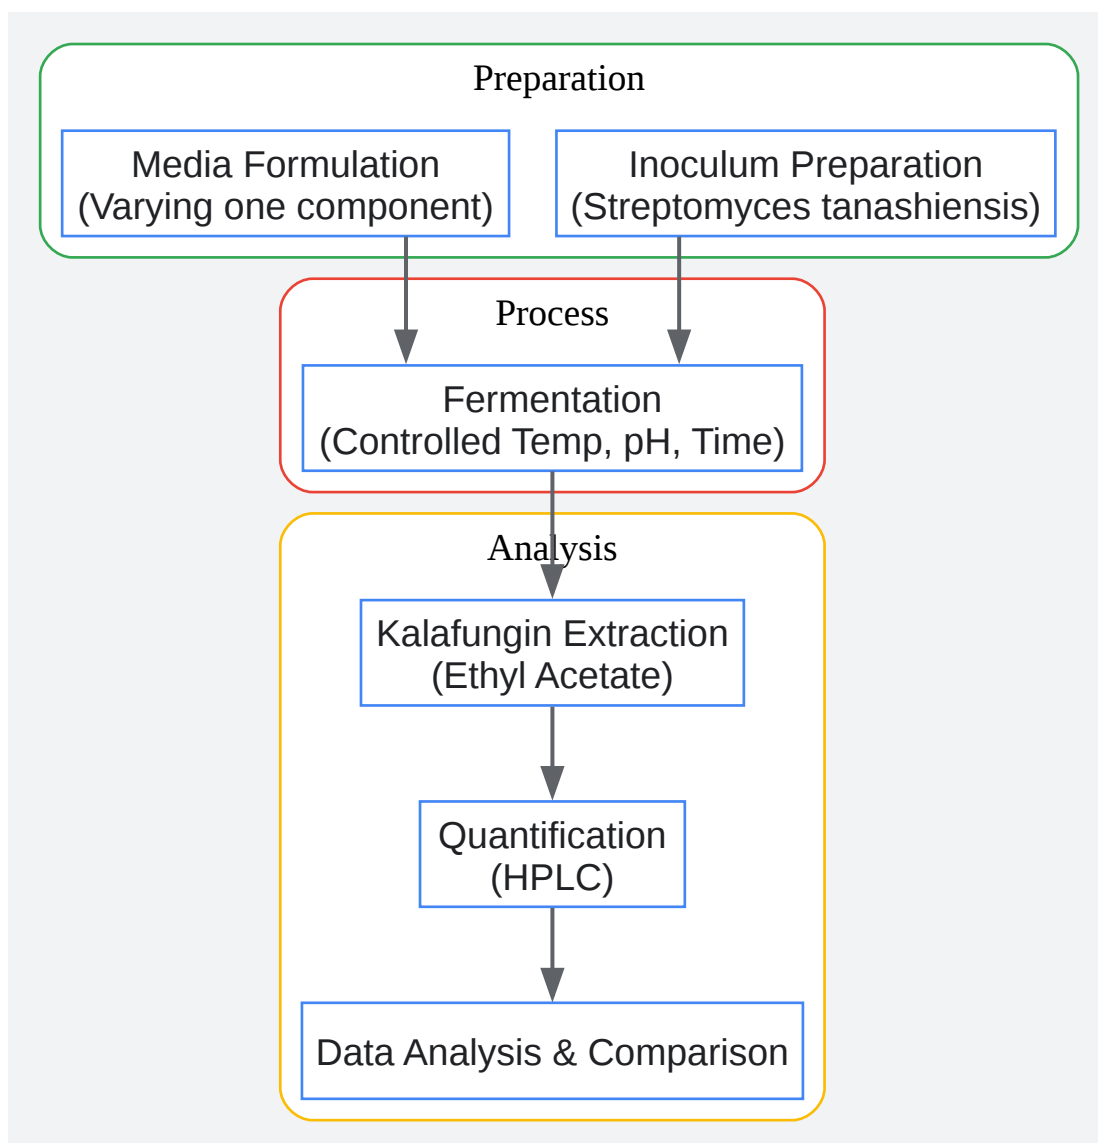 Preparation
Media Formulation
(Varying one component)
Inoculum Preparation
(Streptomyces tanashiensis)
Process
Fermentation
(Controlled Temp, pH, Time)
Analysis
Kalafungin Extraction
(Ethyl Acetate)
Quantification
(HPLC)
Data Analysis & Comparison